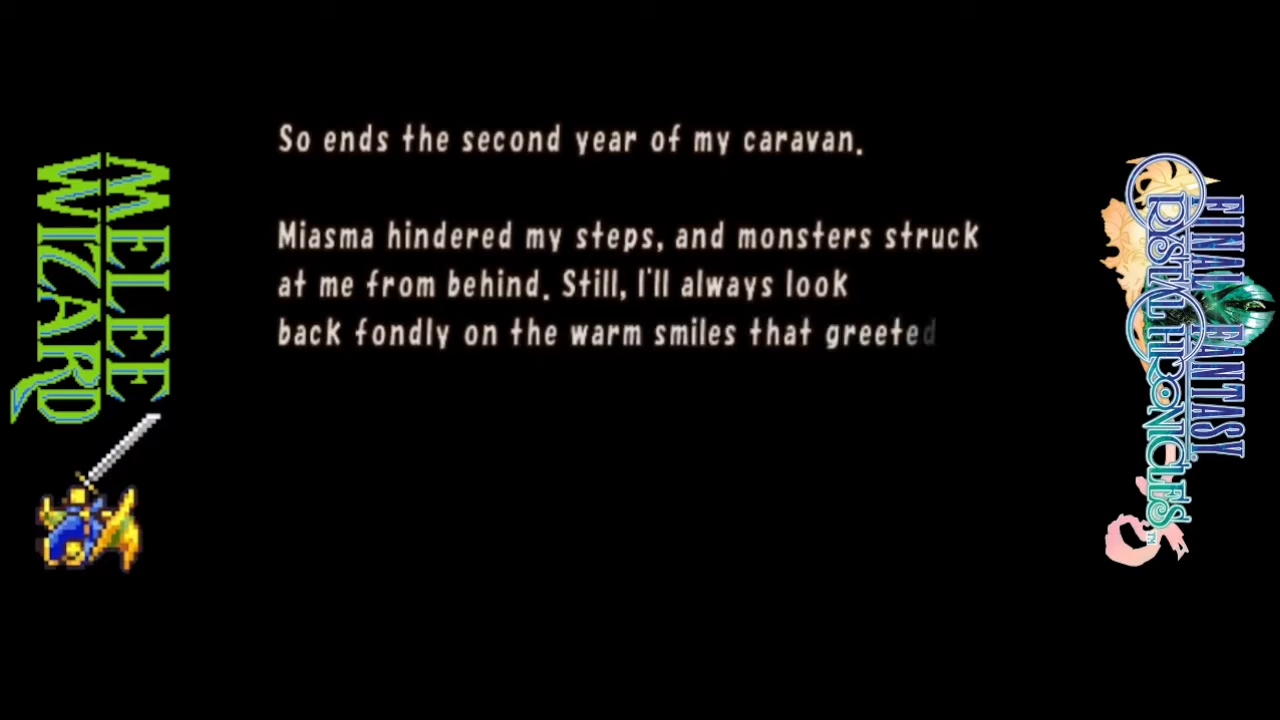 MELEE
WIZARD
So ends the second year of my caravan.
Miasma hindered my steps, and monsters struck
at me from behind. Still, I'll always look
back fondly on the warm smiles that greeted
FINAL FANTASY
CRYSTAL CHRONICLES™